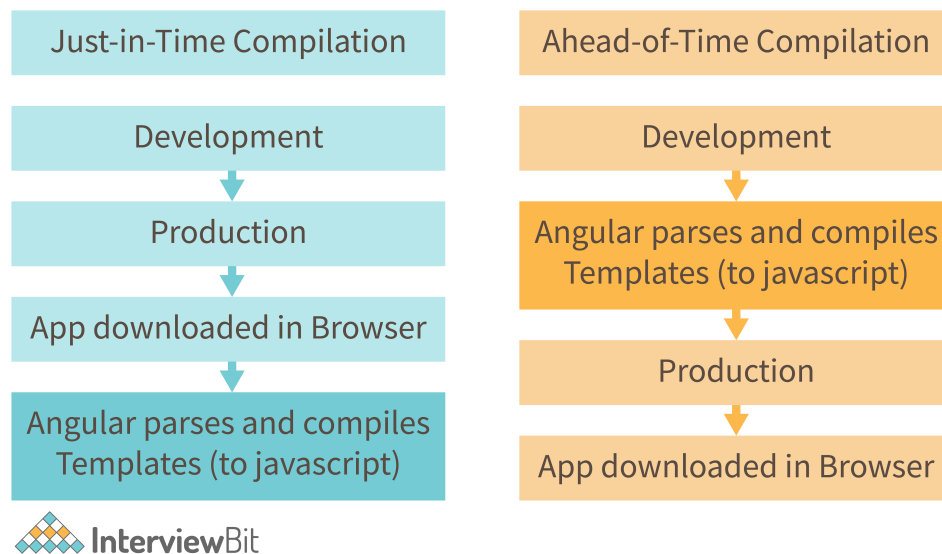 Just-in-Time Compilation
Development
Production
App downloaded in Browser
Angular parses and compiles
Templates (to javascript)
Ahead-of-Time Compilation
Development
Angular parses and compiles
Templates (to javascript)
Production
App downloaded in Browser
InterviewBit